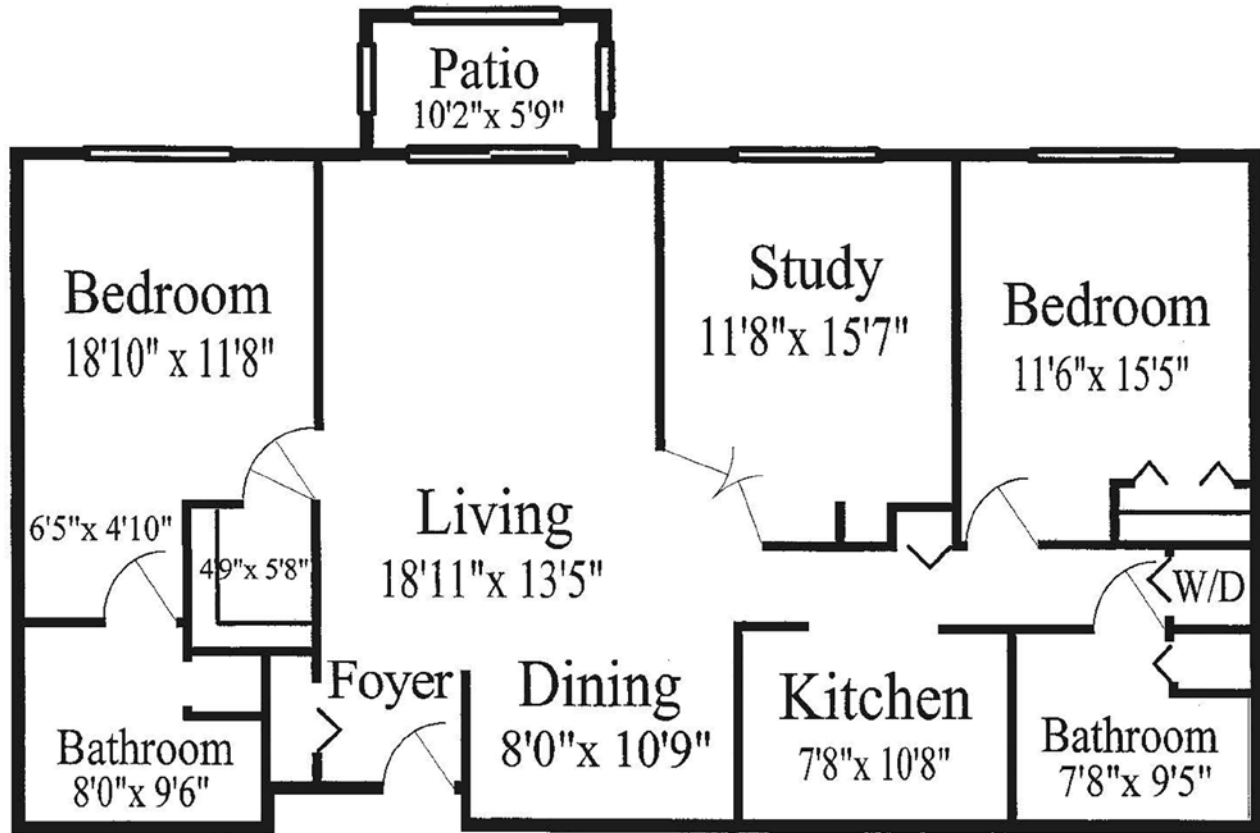 Patio
10'2"x 5'9"
Bedroom
18'10" x 11'8"
6'5"x 4'10"
4'9"x 5'8"
Living
18'11"x 13'5"
Study
11'8"x 15'7"
Bedroom
11'6"x 15'5"
W/D
Foyer
Dining
8'0"x 10'9"
Kitchen
7'8"x 10'8"
Bathroom
8'0"x 9'6"
Bathroom
7'8"x 9'5"